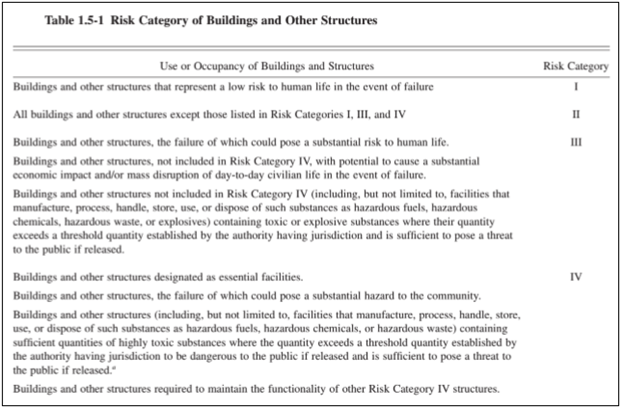 Table 1.5-1 Risk Category of Buildings and Other Structures
Use or Occupancy of Buildings and Structures Risk Category
Buildings and other structures that represent a low risk to human life in the event of failure I
All buildings and other structures except those listed in Risk Categories I, III, and IV II
Buildings and other structures, the failure of which could pose a substantial risk to human life. III
Buildings and other structures, not included in Risk Category IV, with potential to cause a substantial
economic impact and/or mass disruption of day-to-day civilian life in the event of failure.
Buildings and other structures not included in Risk Category IV (including, but not limited to, facilities that
manufacture, process, handle, store, use, or dispose of such substances as hazardous fuels, hazardous
chemicals, hazardous waste, or explosives) containing toxic or explosive substances where their quantity
exceeds a threshold quantity established by the authority having jurisdiction and is sufficient to pose a threat
to the public if released.
Buildings and other structures designated as essential facilities. IV
Buildings and other structures, the failure of which could pose a substantial hazard to the community.
Buildings and other structures (including, but not limited to, facilities that manufacture, process, handle, store,
use, or dispose of such substances as hazardous fuels, hazardous chemicals, or hazardous waste) containing
sufficient quantities of highly toxic substances where the quantity exceeds a threshold quantity established by
the authority having jurisdiction to be dangerous to the public if released and is sufficient to pose a threat to
the public if released.ᵃ
Buildings and other structures required to maintain the functionality of other Risk Category IV structures.